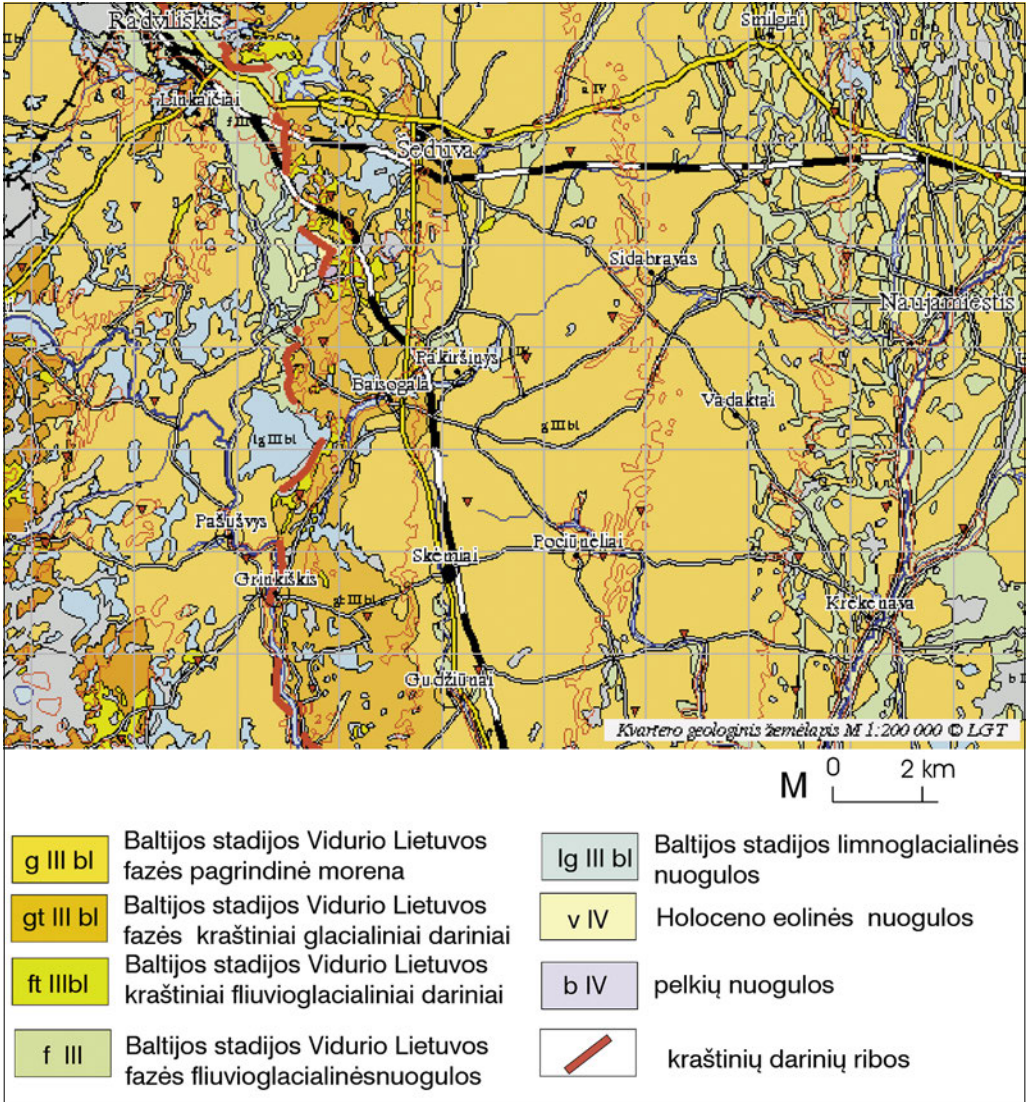 Radviliškis
Smilgiai
Linkaičiai
a IV
f III
Šeduva
Sidabravas
Naujamiestis
Pakiršinys
Baisogala
Vadaktai
g III bl
lg III bl
Pašušvys
Skėmiai
Pociūnėliai
Grinkiškis
gt III bl
Krekenava
Gudžiūnai
b I
Kvartero geologinis žemėlapis M 1:200 000 © LGT
M 0 2 km
g III bl
Baltijos stadijos Vidurio Lietuvos
fazės pagrindinė morena
gt III bl
Baltijos stadijos Vidurio Lietuvos
fazės kraštiniai glacialiniai dariniai
ft IIIbl
Baltijos stadijos Vidurio Lietuvos
kraštiniai fliuvioglacialiniai dariniai
f III
Baltijos stadijos Vidurio Lietuvos
fazės fliuvioglacialinėsnuogulos
lg III bl
Baltijos stadijos limnoglacialinės
nuogulos
v IV
Holoceno eolinės nuogulos
b IV
pelkių nuogulos
kraštinių darinių ribos